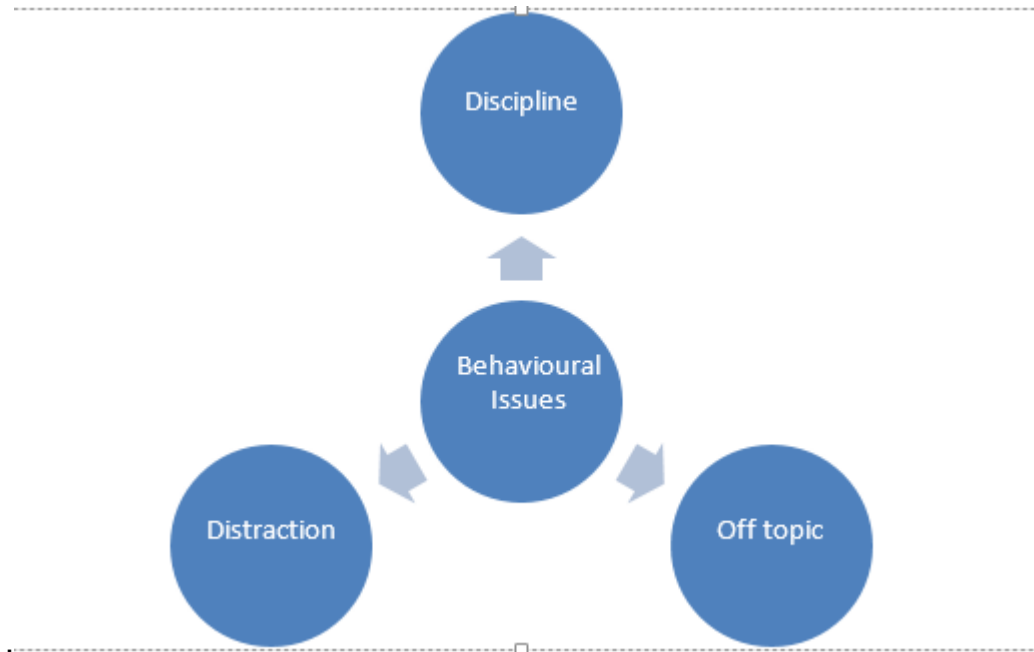 Discipline
Behavioural
Issues
Distraction
Off topic